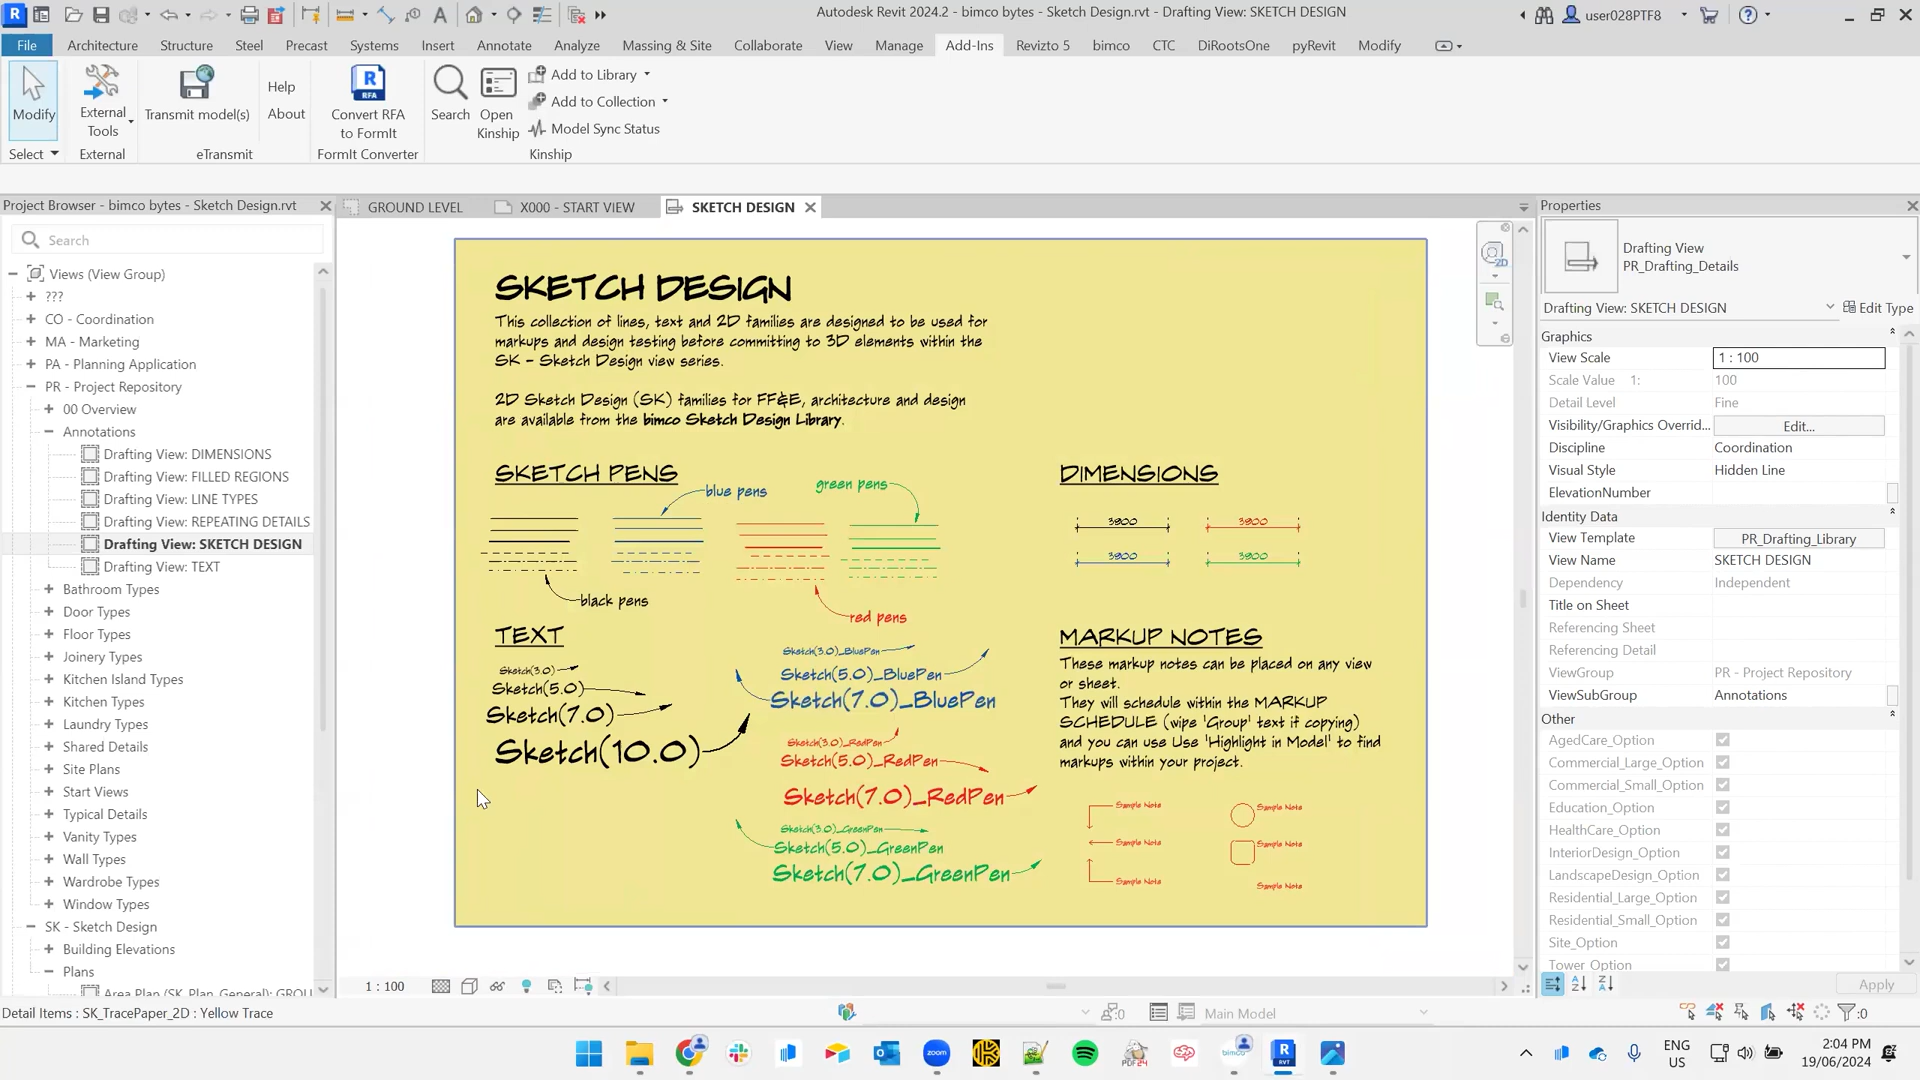 Autodesk Revit 2024.2 - bimco bytes - Sketch Design.rvt - Drafting View: SKETCH DESIGN
user028PTF8
File Architecture Structure Steel Precast Systems Insert Annotate Analyze Massing & Site Collaborate View Manage Add-Ins Revizto 5 bimco CTC DiRootsOne pyRevit Modify
Modify
External
Tools
Transmit model(s)
Help
About
Convert RFA
to FormIt
Search
Open
Kinship
Add to Library
Add to Collection
Model Sync Status
Select External eTransmit FormIt Converter Kinship
Project Browser - bimco bytes - Sketch Design.rvt
Search
Views (View Group)
???
CO - Coordination
MA - Marketing
PA - Planning Application
PR - Project Repository
00 Overview
Annotations
Drafting View: DIMENSIONS
Drafting View: FILLED REGIONS
Drafting View: LINE TYPES
Drafting View: REPEATING DETAILS
Drafting View: SKETCH DESIGN
Drafting View: TEXT
Bathroom Types
Door Types
Floor Types
Joinery Types
Kitchen Island Types
Kitchen Types
Laundry Types
Shared Details
Site Plans
Start Views
Typical Details
Vanity Types
Wall Types
Wardrobe Types
Window Types
SK - Sketch Design
Building Elevations
Plans
Area Plan (SK_Plan_General): GROU
GROUND LEVEL
X000 - START VIEW
SKETCH DESIGN
SKETCH DESIGN
This collection of lines, text and 2D families are designed to be used for
markups and design testing before committing to 3D elements within the
SK - Sketch Design view series.
2D Sketch Design (SK) families for FF&E, architecture and design
are available from the bimco Sketch Design Library.
SKETCH PENS
blue pens
green pens
black pens
red pens
DIMENSIONS
3900 3900
3900 3900
TEXT
Sketch(3.0)
Sketch(5.0)
Sketch(7.0)
Sketch(10.0)
Sketch(3.0)_BluePen
Sketch(5.0)_BluePen
Sketch(7.0)_BluePen
Sketch(3.0)_RedPen
Sketch(5.0)_RedPen
Sketch(7.0)_RedPen
Sketch(3.0)_GreenPen
Sketch(5.0)_GreenPen
Sketch(7.0)_GreenPen
MARKUP NOTES
These markup notes can be placed on any view
or sheet.
They will schedule within the MARKUP
SCHEDULE (wipe 'Group' text if copying)
and you can use Use 'Highlight in Model' to find
markups within your project.
Sample Note Sample Note
Sample Note Sample Note
Sample Note Sample Note
1 : 100
Properties
Drafting View
PR_Drafting_Details
Drafting View: SKETCH DESIGN Edit Type
Graphics
View Scale 1 : 100
Scale Value 1: 100
Detail Level Fine
Visibility/Graphics Overrid... Edit...
Discipline Coordination
Visual Style Hidden Line
ElevationNumber
Identity Data
View Template PR_Drafting_Library
View Name SKETCH DESIGN
Dependency Independent
Title on Sheet
Referencing Sheet
Referencing Detail
ViewGroup PR - Project Repository
ViewSubGroup Annotations
Other
AgedCare_Option
Commercial_Large_Option
Commercial_Small_Option
Education_Option
HealthCare_Option
InteriorDesign_Option
LandscapeDesign_Option
Residential_Large_Option
Residential_Small_Option
Site_Option
Tower Option
Apply
Detail Items : SK_TracePaper_2D : Yellow Trace
:0
Main Model
:0
ENG
US
2:04 PM
19/06/2024